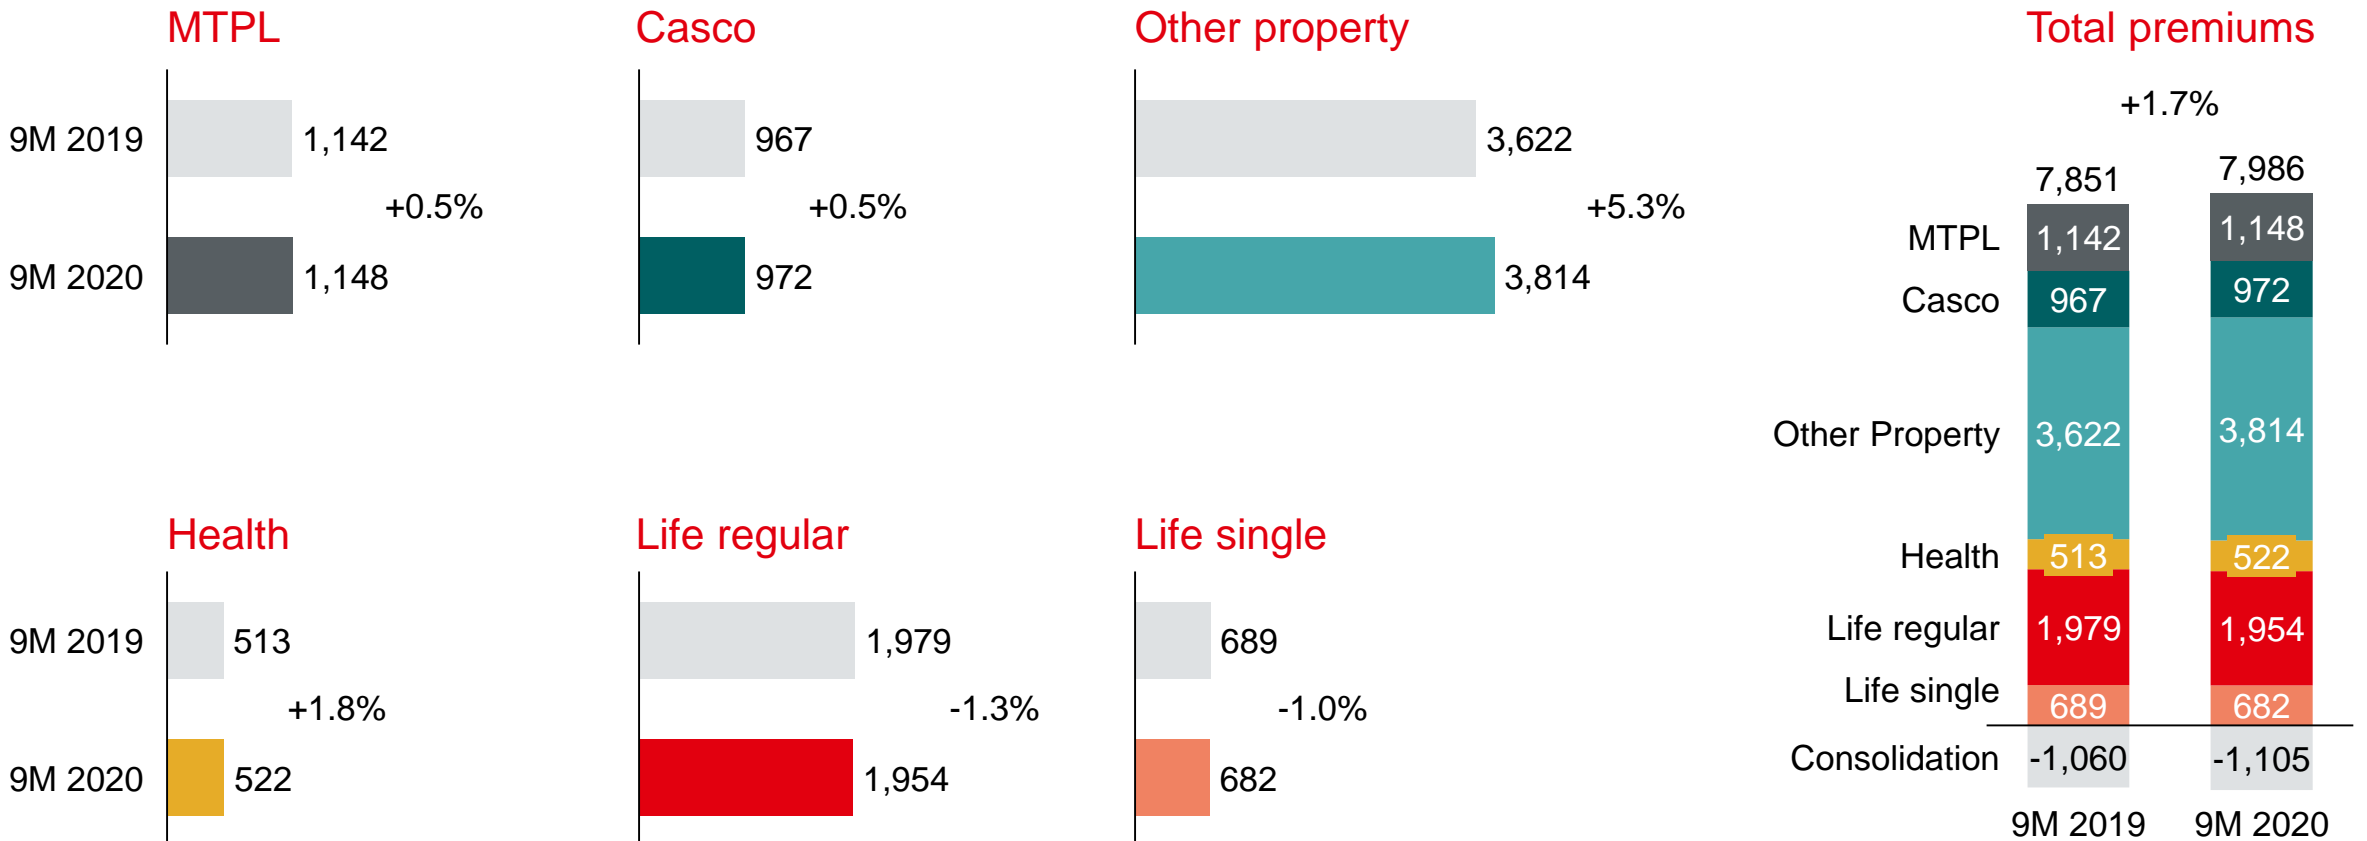 MTPL
9M 2019
1,142
+0.5%
9M 2020
1,148
Casco
967
+0.5%
972
Other property
3,622
+5.3%
3,814
Health
9M 2019
513
+1.8%
9M 2020
522
Life regular
1,979
-1.3%
1,954
Life single
689
-1.0%
682
Total premiums
+1.7%
7,851 7,986
MTPL 1,142 1,148
Casco 967 972
Other Property 3,622 3,814
Health 513 522
Life regular 1,979 1,954
Life single 689 682
Consolidation -1,060 -1,105
9M 2019 9M 2020